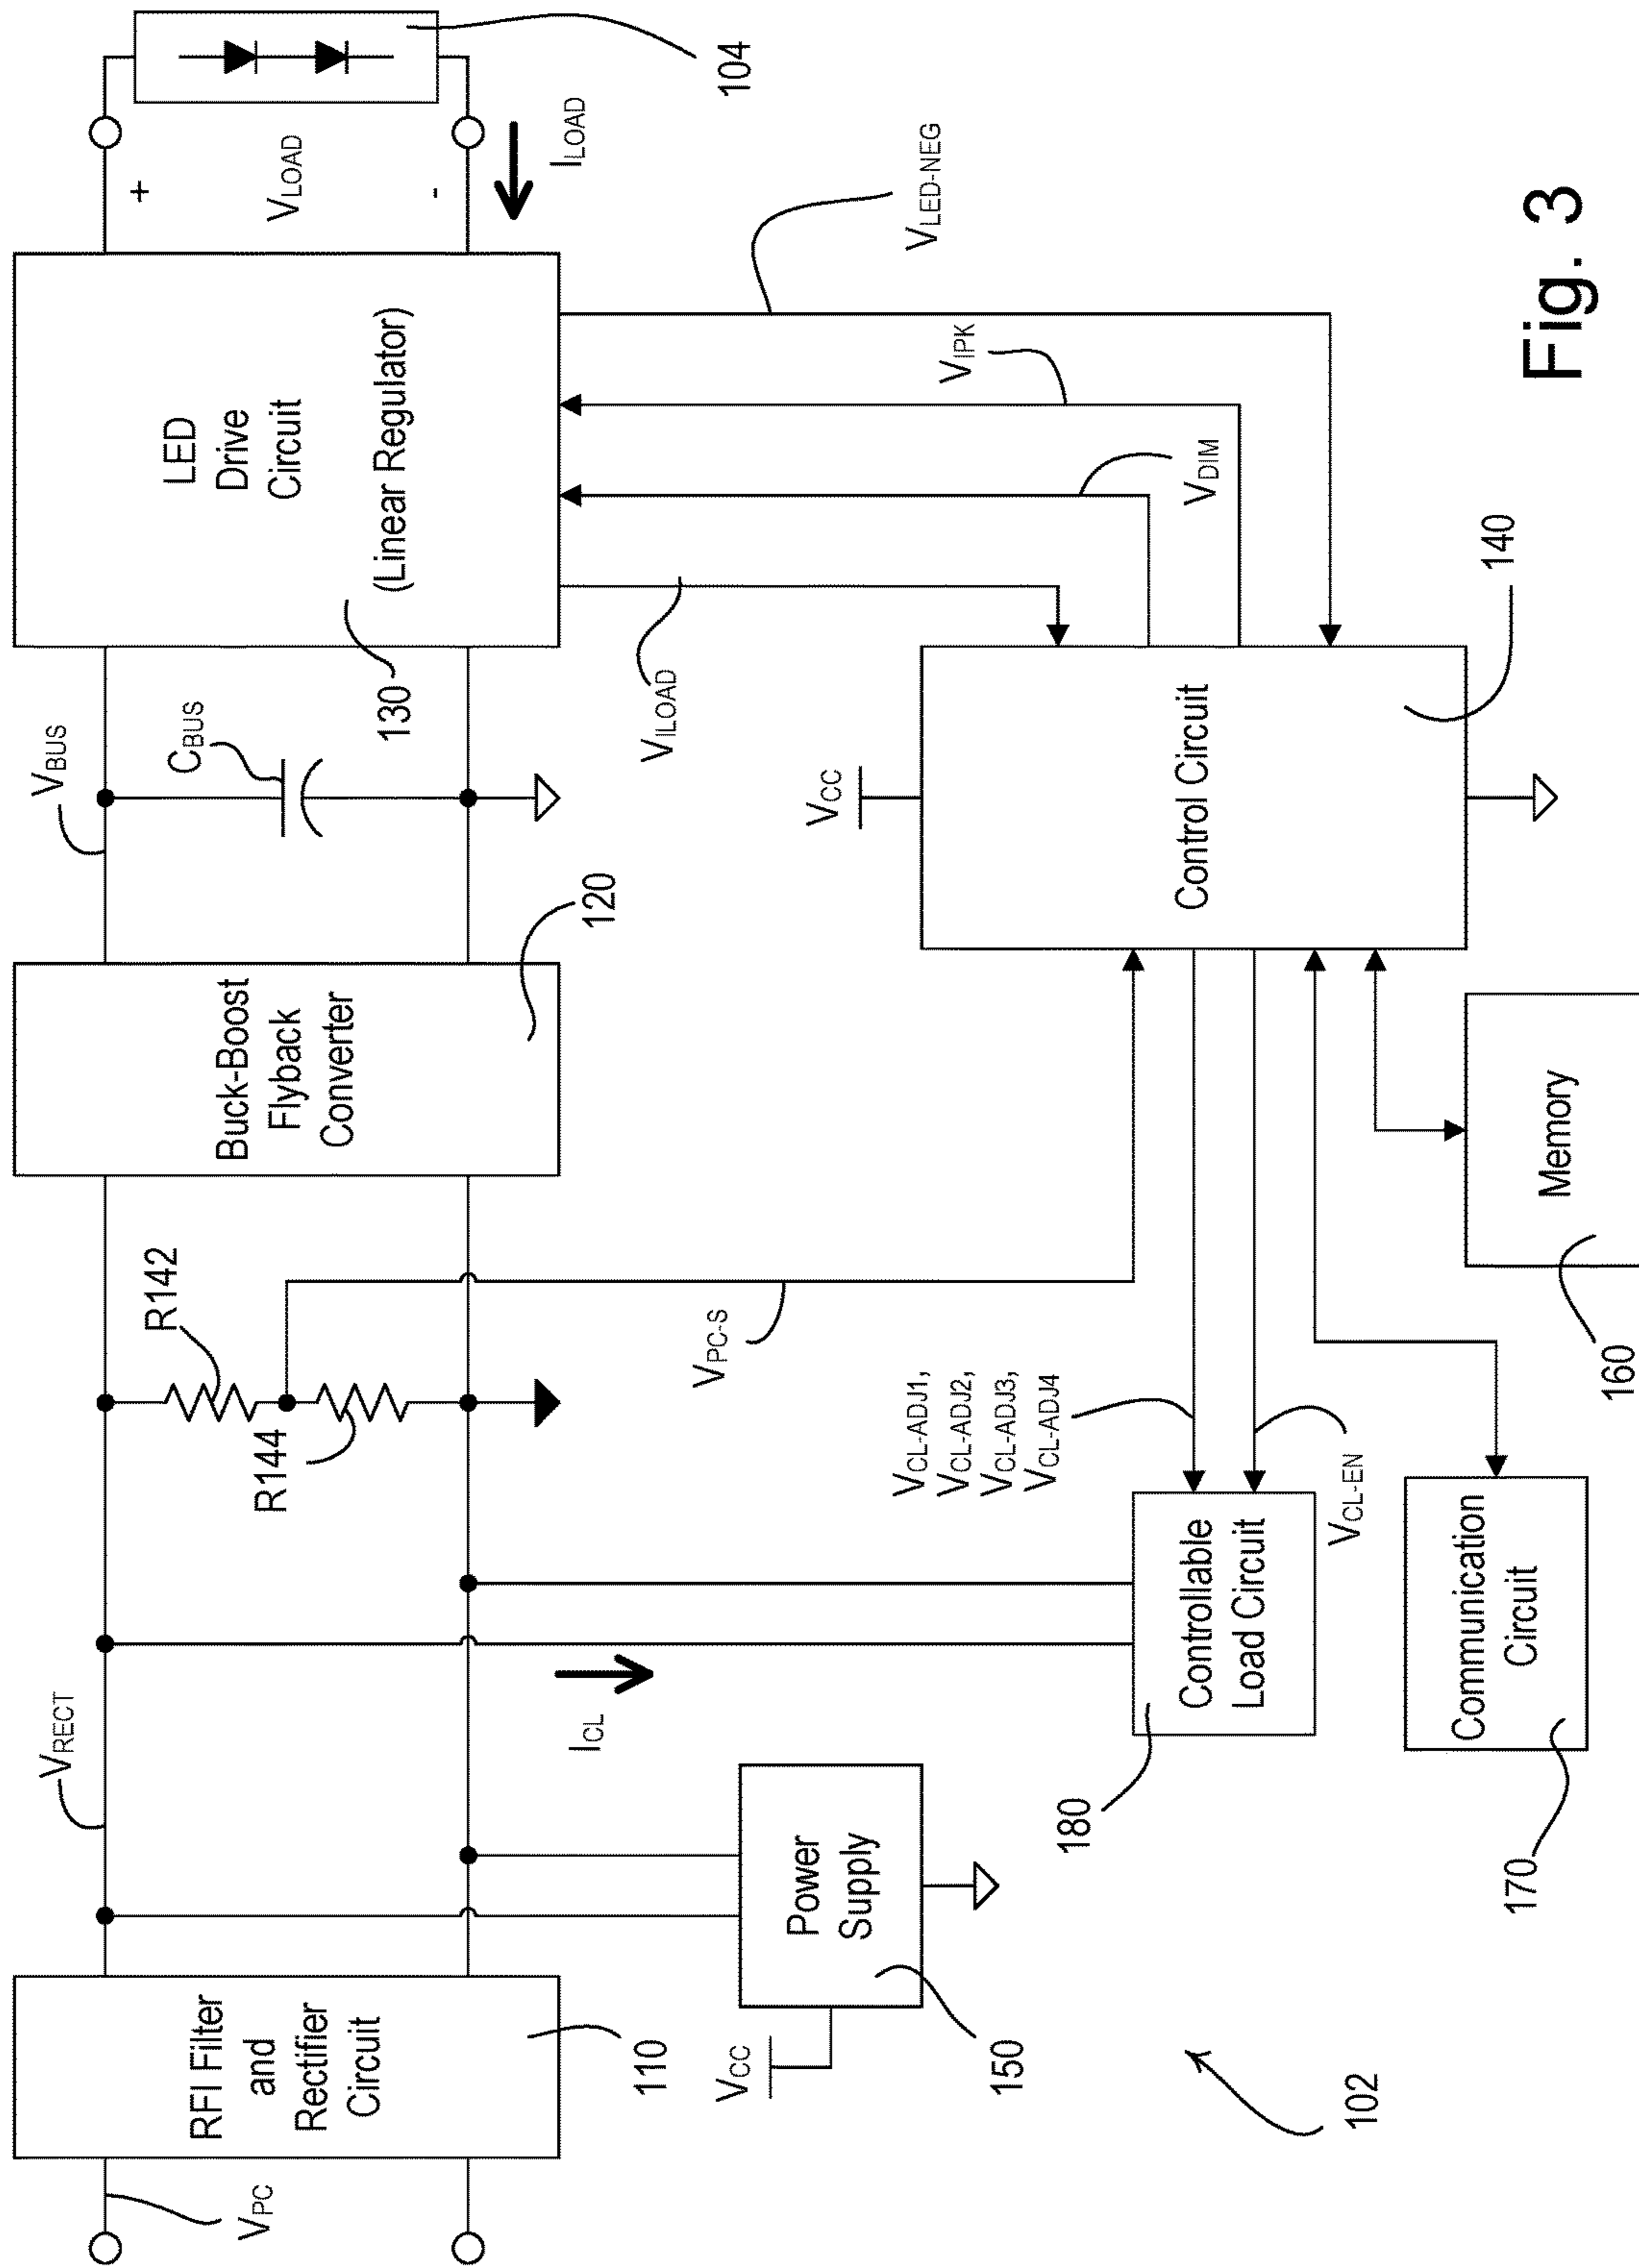 RFI Filter
and
Rectifier
Circuit
110
VPC
VRECT
ICL
R142
R144
Buck-Boost
Flyback
Converter
120
VBUS
CBUS
LED
Drive
Circuit
(Linear Regulator)
130
+
VLOAD
-
ILOAD
104
VCC
Power
Supply
150
VPC-S
VILOAD
VDIM
VIPK
VLED-NEG
VCC
Control Circuit
140
VCL-ADJ1,
VCL-ADJ2,
VCL-ADJ3,
VCL-ADJ4
VCL-EN
Controllable
Load Circuit
180
Communication
Circuit
170
Memory
160
102
Fig. 3